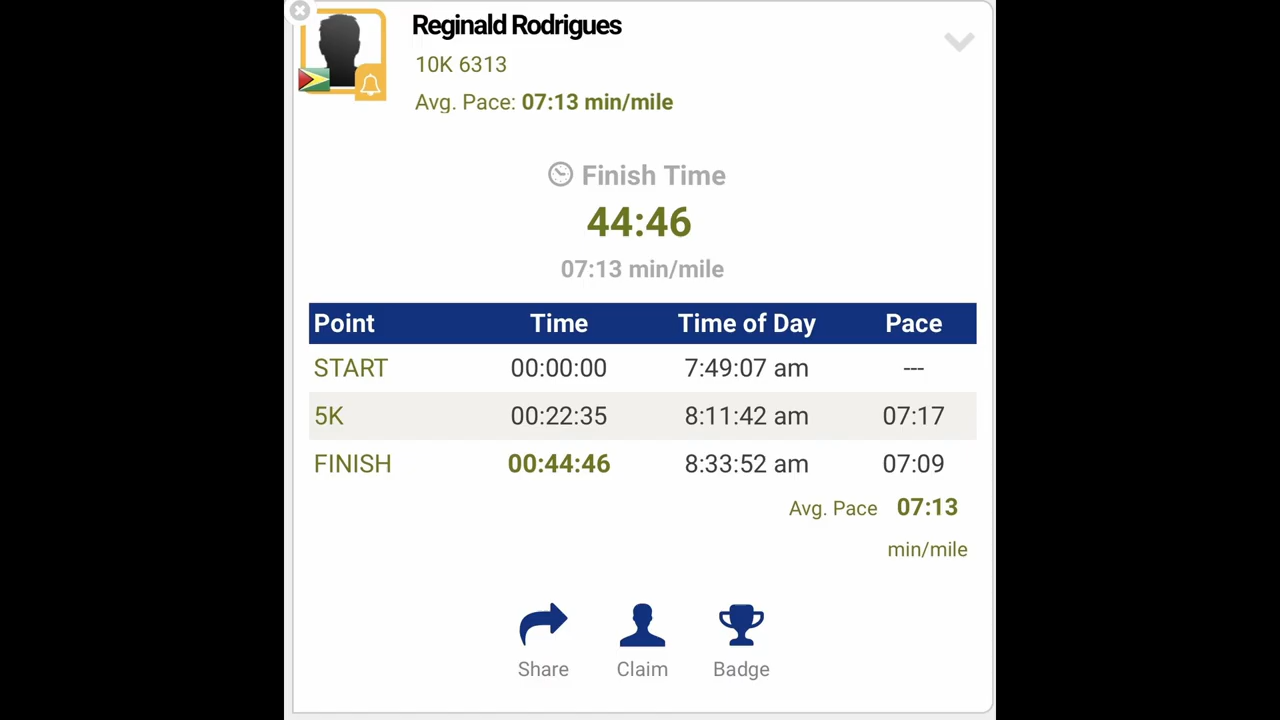 Reginald Rodrigues
10K 6313
Avg. Pace: 07:13 min/mile
Finish Time
44:46
07:13 min/mile
Point Time Time of Day Pace
START 00:00:00 7:49:07 am ---
5K 00:22:35 8:11:42 am 07:17
FINISH 00:44:46 8:33:52 am 07:09
Avg. Pace 07:13
min/mile
Share Claim Badge